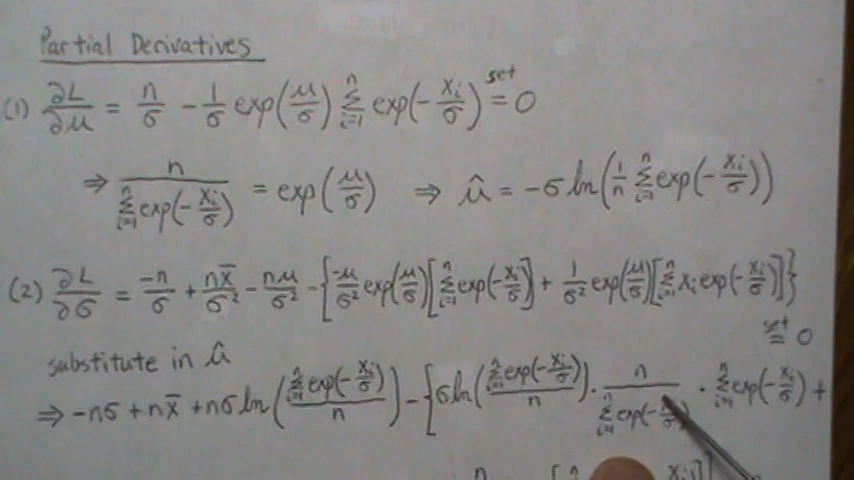 Partial Derivatives
(1) ∂L/∂μ = n/σ - 1/σ exp(μ/σ) Σ_{i=1}^{n} exp(-x_i/σ) set= 0
⇒ n / Σ_{i=1}^{n} exp(-x_i/σ) = exp(μ/σ) ⇒ μ̂ = -σ ln(1/n Σ_{i=1}^{n} exp(-x_i/σ))
(2) ∂L/∂σ = -n/σ + nx̄/σ² - nμ/σ² - {-μ/σ² exp(μ/σ)[Σ_{i=1}^{n} exp(-x_i/σ)] + 1/σ² exp(μ/σ)[Σ_{i=1}^{n} x_i exp(-x_i/σ)]}
set= 0
substitute in μ̂
⇒ -nσ + nx̄ + nσ ln(Σ_{i=1}^{n} exp(-x_i/σ) / n) - {σ ln(Σ_{i=1}^{n} exp(-x_i/σ) / n) · n / Σ_{i=1}^{n} exp(-x_i/σ) · Σ_{i=1}^{n} exp(-x_i/σ) +